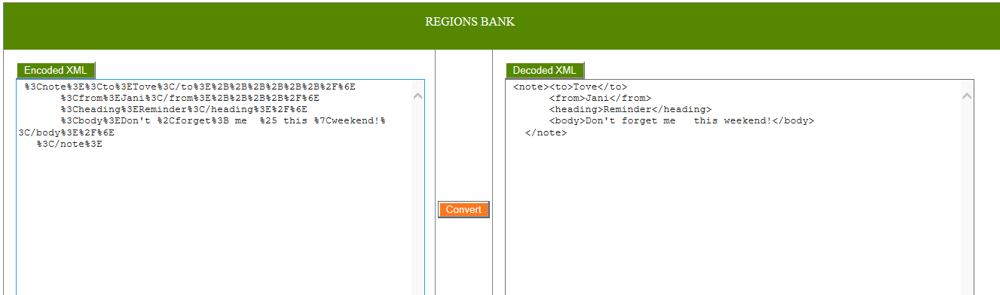 REGIONS BANK
Encoded XML
%3Cnote%3E%3Cto%3ETove%3C/to%3E%2B%2B%2B%2B%2B%2B%2F%6E
%3Cfrom%3EJani%3C/from%3E%2B%2B%2B%2B%2F%6E
%3Cheading%3EReminder%3C/heading%3E%2F%6E
%3Cbody%3EDon't %2Cforget%3B me  %25 this %7Cweekend!%
3C/body%3E%2F%6E
%3C/note%3E
Convert
Decoded XML
<note><to>Tove</to>
<from>Jani</from>
<heading>Reminder</heading>
<body>Don't forget me   this weekend!</body>
</note>